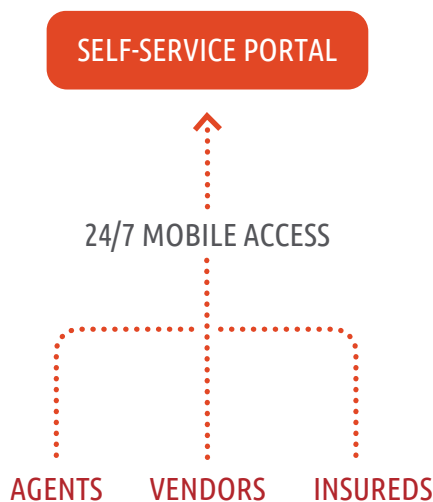 SELF-SERVICE PORTAL
24/7 MOBILE ACCESS
AGENTS VENDORS INSUREDS